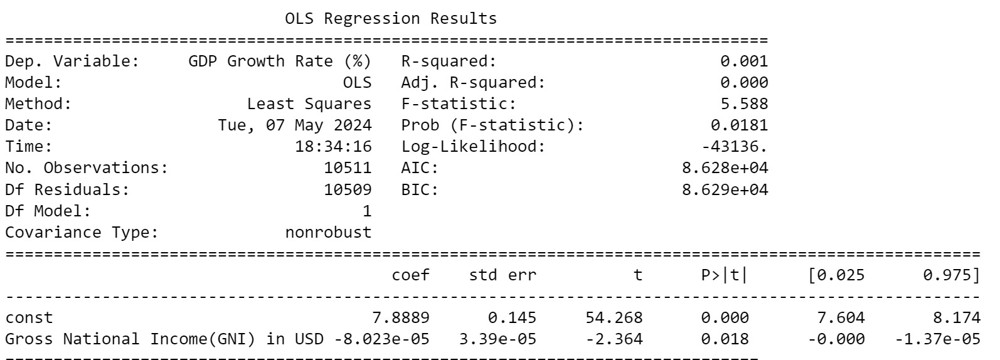 OLS Regression Results
==============================================================================
Dep. Variable:     GDP Growth Rate (%)   R-squared:                       0.001
Model:                             OLS   Adj. R-squared:                  0.000
Method:                  Least Squares   F-statistic:                     5.588
Date:                 Tue, 07 May 2024   Prob (F-statistic):             0.0181
Time:                         18:34:16   Log-Likelihood:                -43136.
No. Observations:                10511   AIC:                         8.628e+04
Df Residuals:                    10509   BIC:                         8.629e+04
Df Model:                            1
Covariance Type:             nonrobust
====================================================================================================
coef    std err          t      P>|t|      [0.025      0.975]
----------------------------------------------------------------------------------------------------
const                                 7.8889      0.145     54.268      0.000       7.604       8.174
Gross National Income(GNI) in USD -8.023e-05   3.39e-05     -2.364      0.018      -0.000   -1.37e-05
------------------------------------------------------------------------------